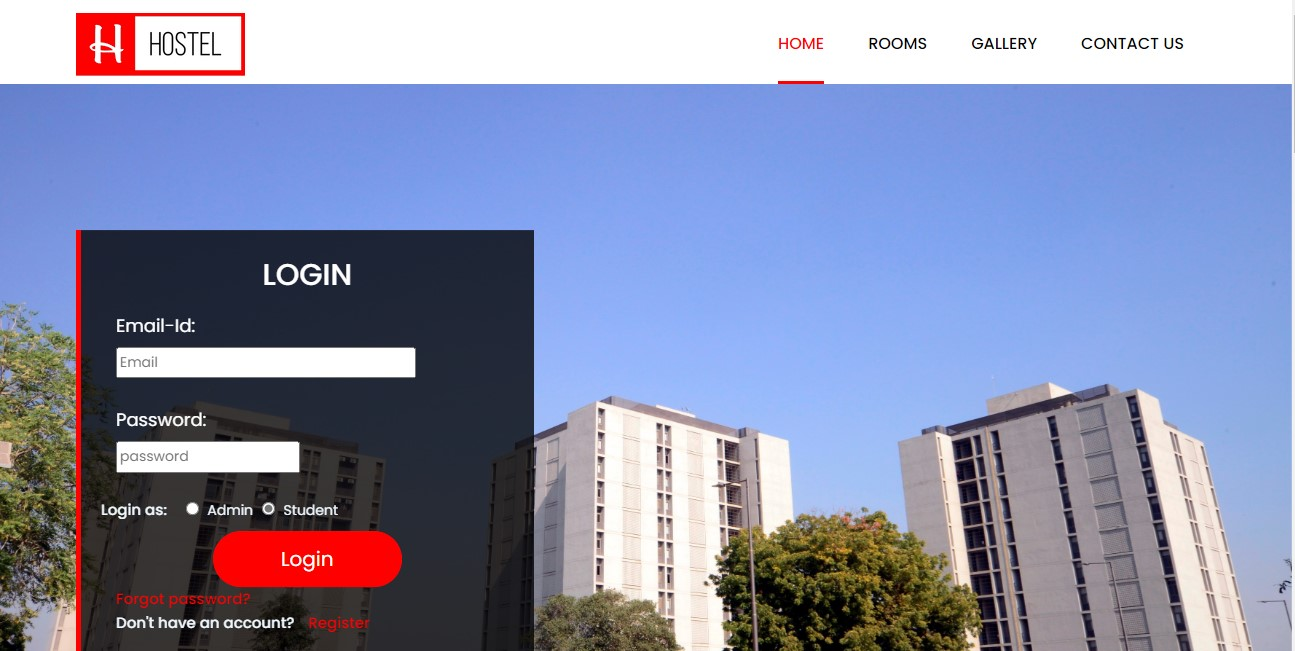 H HOSTEL
HOME ROOMS GALLERY CONTACT US
LOGIN
Email-Id:
Email
Password:
password
Login as: Admin Student
Login
Forgot password?
Don't have an account? Register